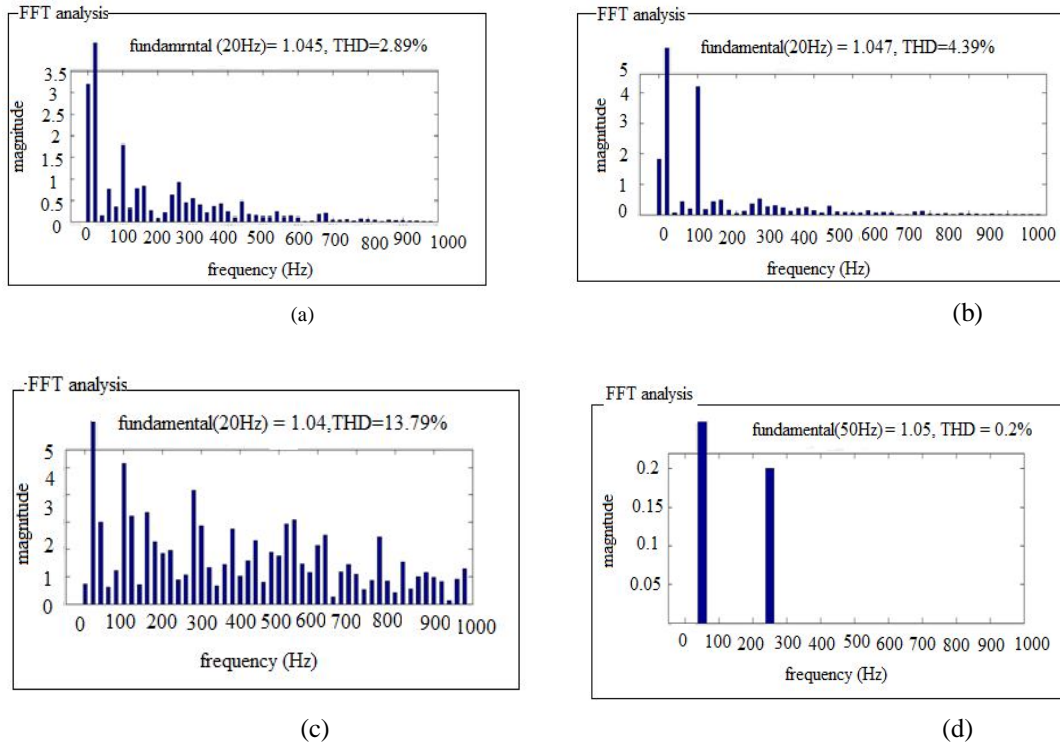 FFT analysis
fundamrntal (20Hz)= 1.045, THD=2.89%
3.5
3
2.5
2
1.5
1
0.5
0
magnitude
0 100 200 300 400 500 600 700 800 900 1000
frequency (Hz)
(a)
FFT analysis
fundamental(20Hz) = 1.047, THD=4.39%
5
4
3
2
1
0
magnitude
0 100 200 300 400 500 600 700 800 900 1000
frequency (Hz)
(b)
FFT analysis
fundamental(20Hz) = 1.04,THD=13.79%
5
4
3
2
1
0
magnitude
0 100 200 300 400 500 600 700 800 900 1000
frequency (Hz)
(c)
FFT analysis
fundamental(50Hz)= 1.05, THD = 0.2%
0.2
0.15
0.1
0.05
magnitude
0 100 200 300 400 500 600 700 800 900 1000
frequency (Hz)
(d)